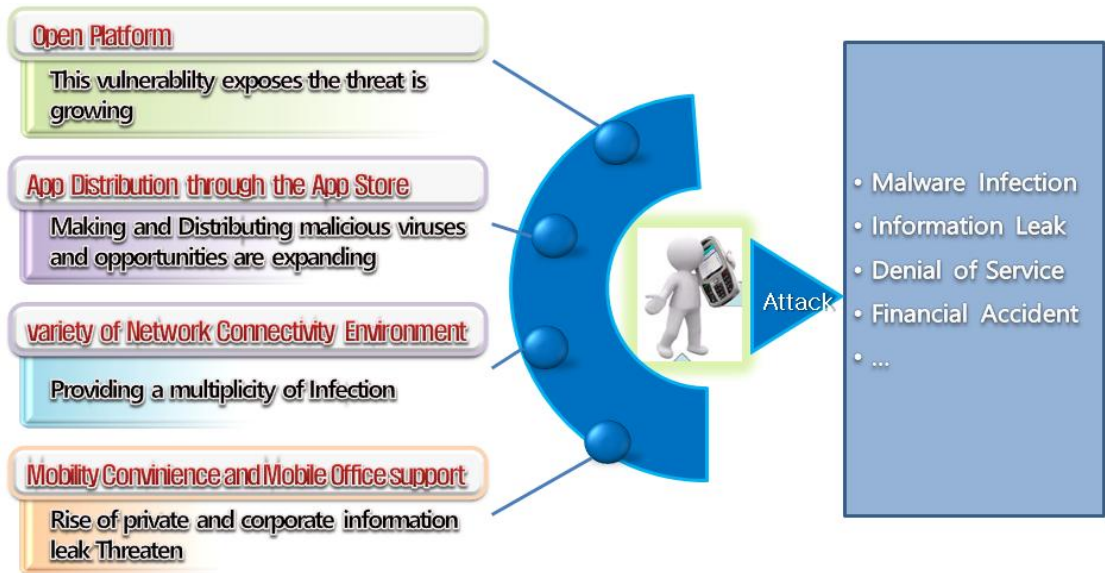 Open Platform
This vulnerablilty exposes the threat is
growing
App Distribution through the App Store
Making and Distributing malicious viruses
and opportunities are expanding
variety of Network Connectivity Environment
Providing a multiplicity of Infection
Mobility Convinience and Mobile Office support
Rise of private and corporate information
leak Threaten
Attack
• Malware Infection
• Information Leak
• Denial of Service
• Financial Accident
• ...